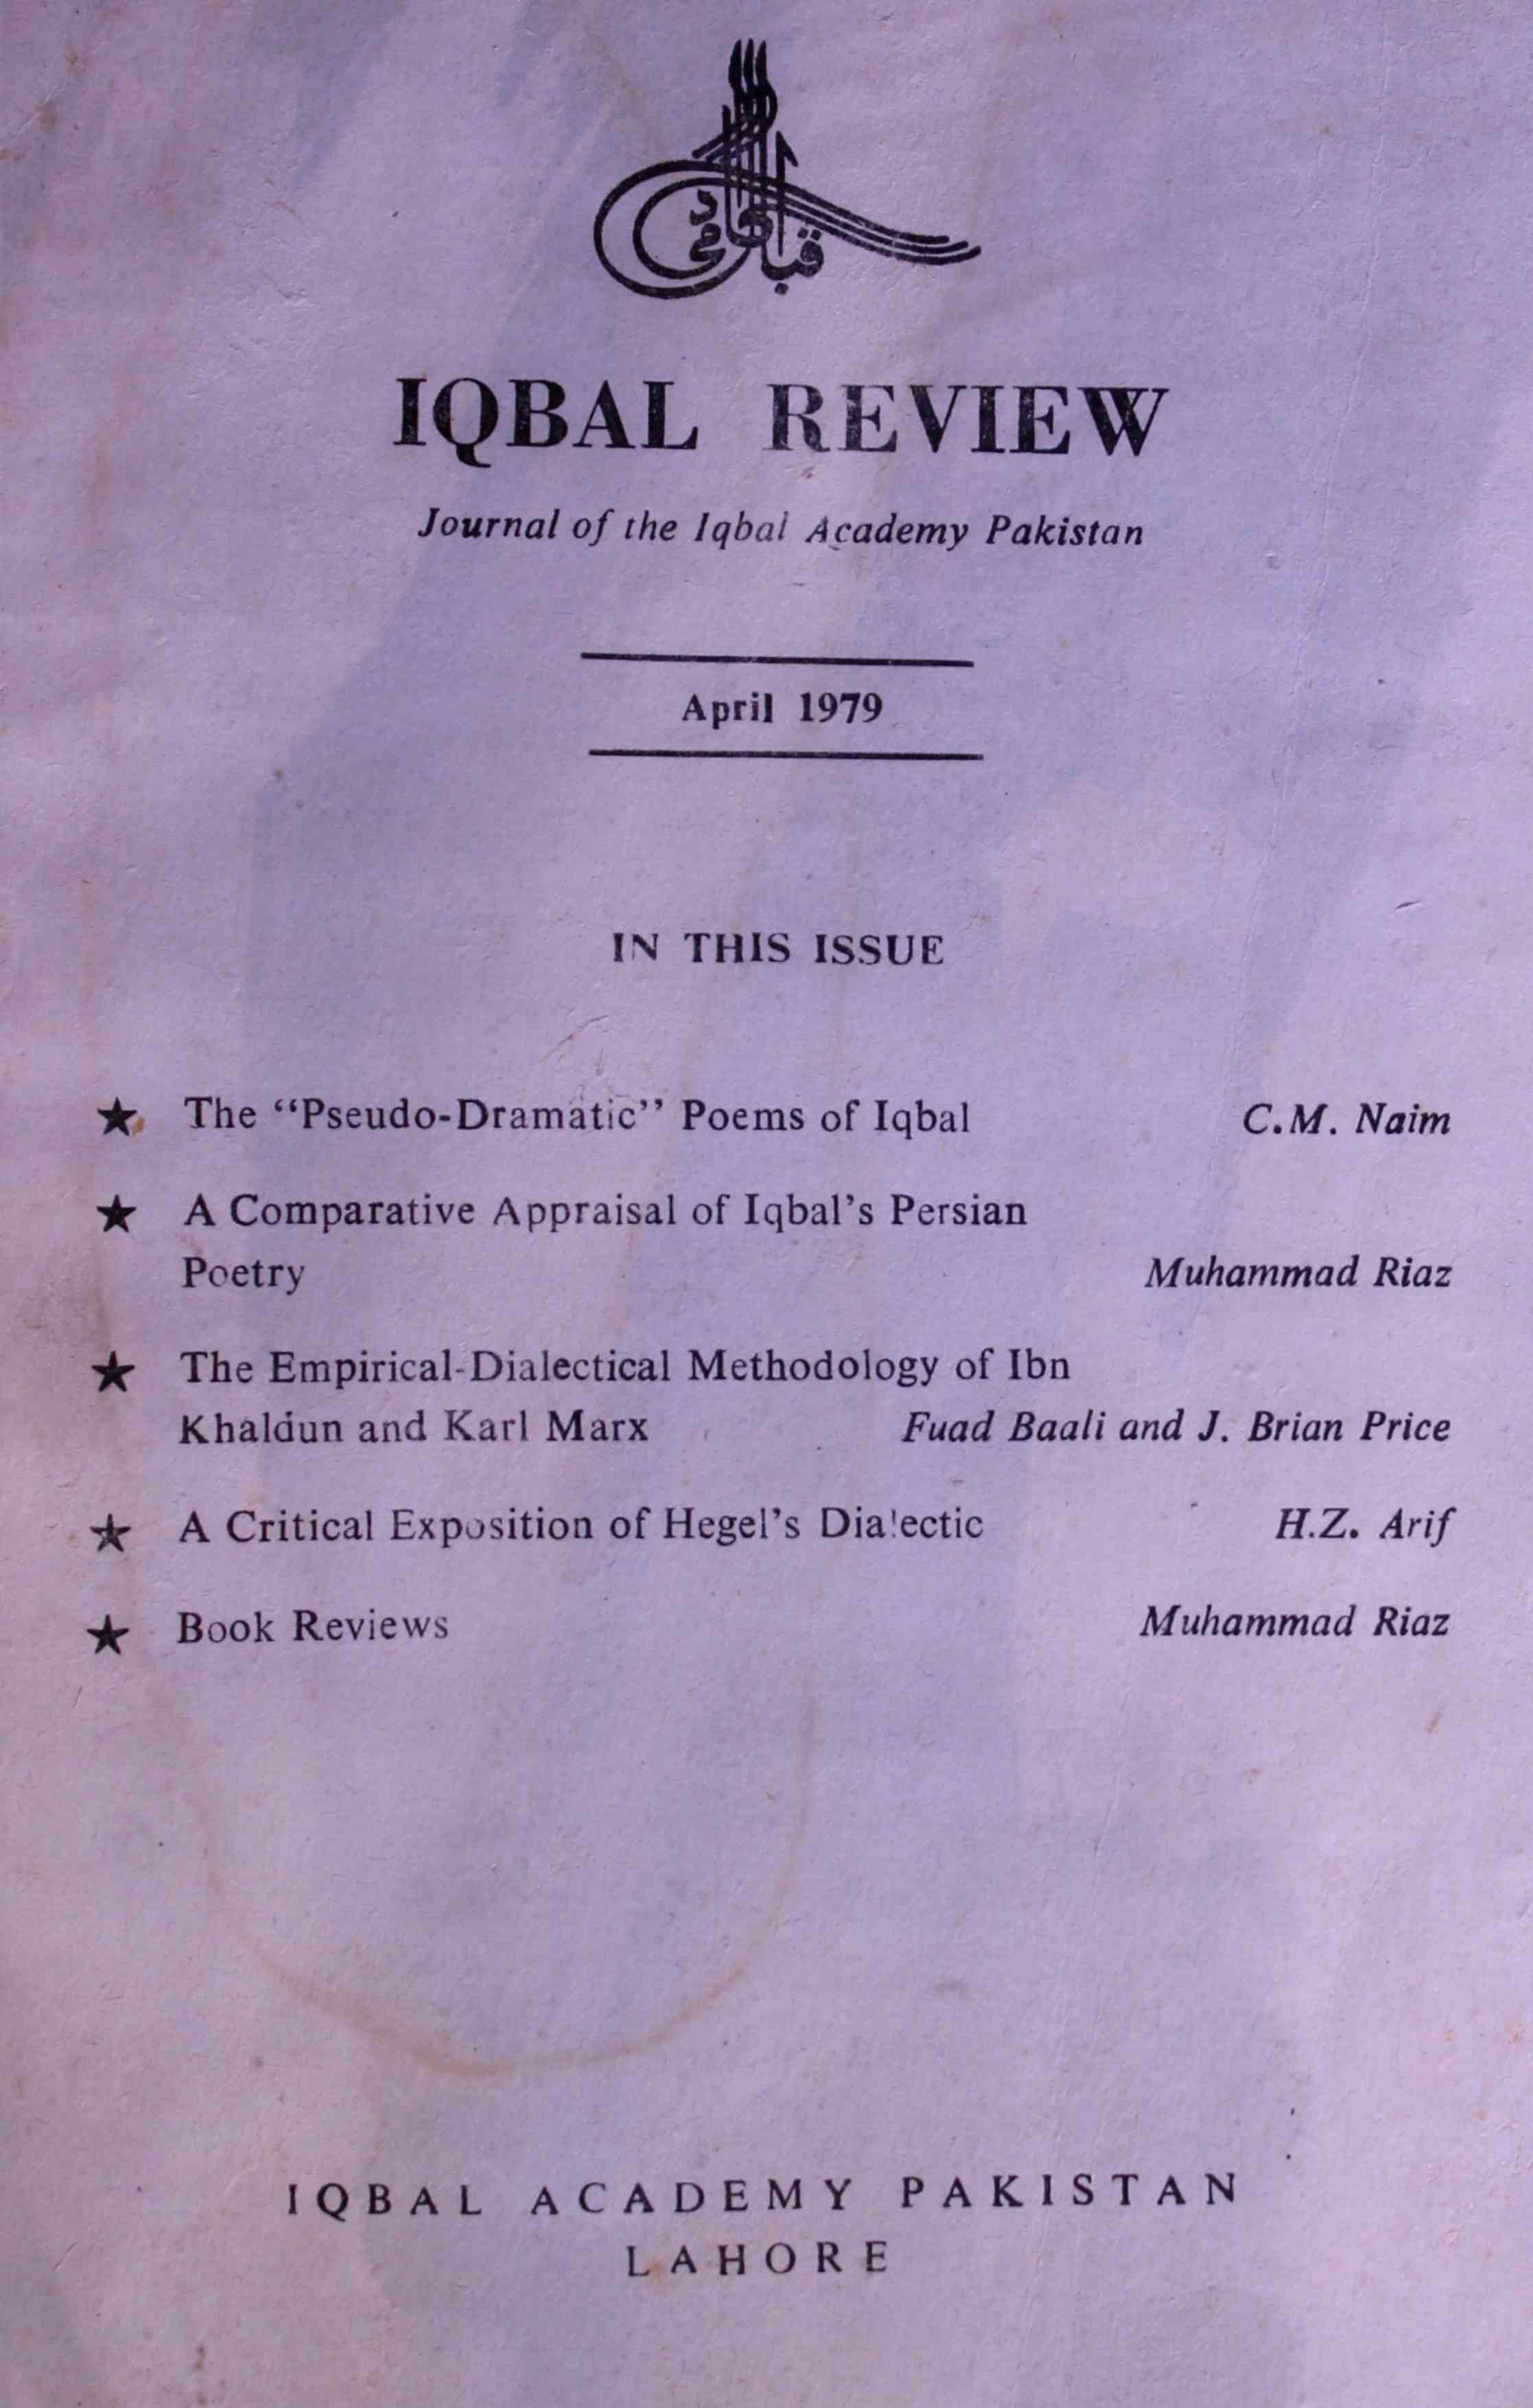 IQBAL REVIEW
Journal of the Iqbal Academy Pakistan
April 1979
IN THIS ISSUE
★ The “Pseudo-Dramatic” Poems of Iqbal C.M. Naim
★ A Comparative Appraisal of Iqbal’s Persian
Poetry Muhammad Riaz
★ The Empirical-Dialectical Methodology of Ibn
Khaldun and Karl Marx Fuad Baali and J. Brian Price
★ A Critical Exposition of Hegel’s Dialectic H.Z. Arif
★ Book Reviews Muhammad Riaz
IQBAL ACADEMY PAKISTAN
LAHORE